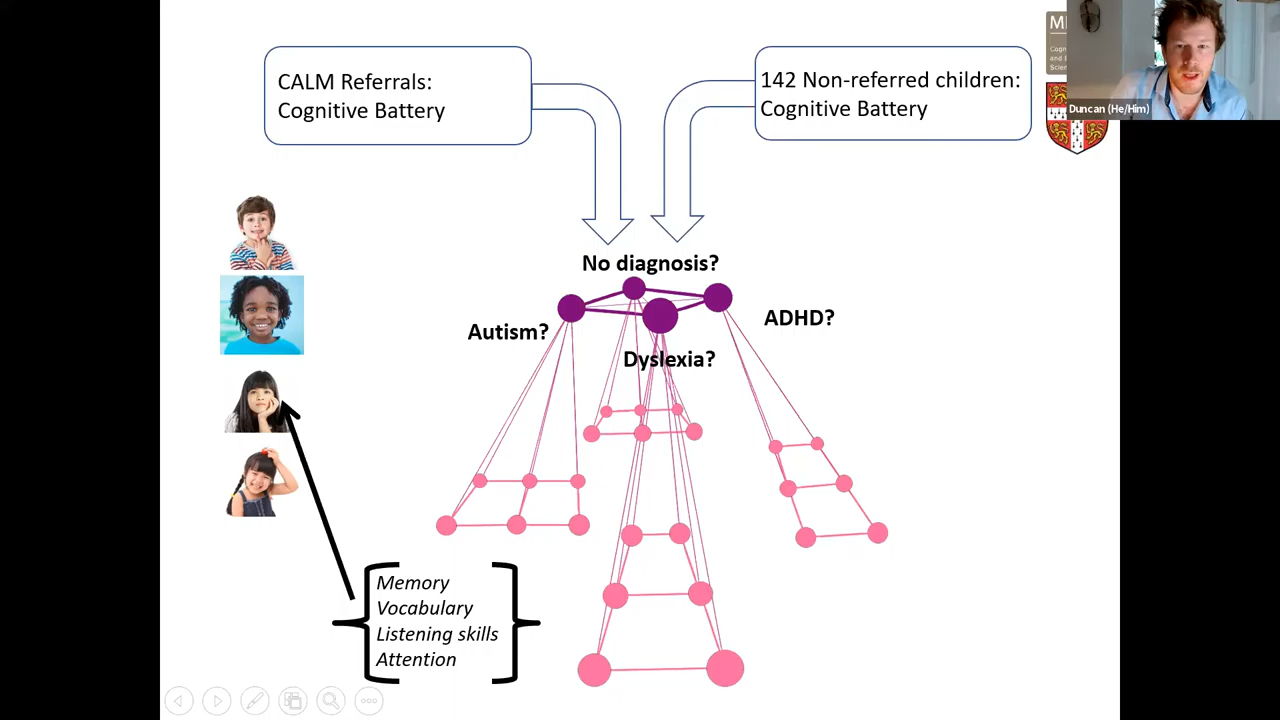 CALM Referrals:
Cognitive Battery
142 Non-referred children:
Cognitive Battery
Duncan (He/Him)
No diagnosis?
Autism?
ADHD?
Dyslexia?
Memory
Vocabulary
Listening skills
Attention